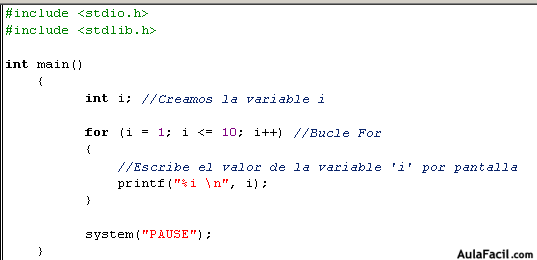 #include <stdio.h>
#include <stdlib.h>
int main()
{
int i; //Creamos la variable i
for (i = 1; i <= 10; i++) //Bucle For
{
//Escribe el valor de la variable 'i' por pantalla
printf("%i \n", i);
}
system("PAUSE");
}
AulaFacil.com